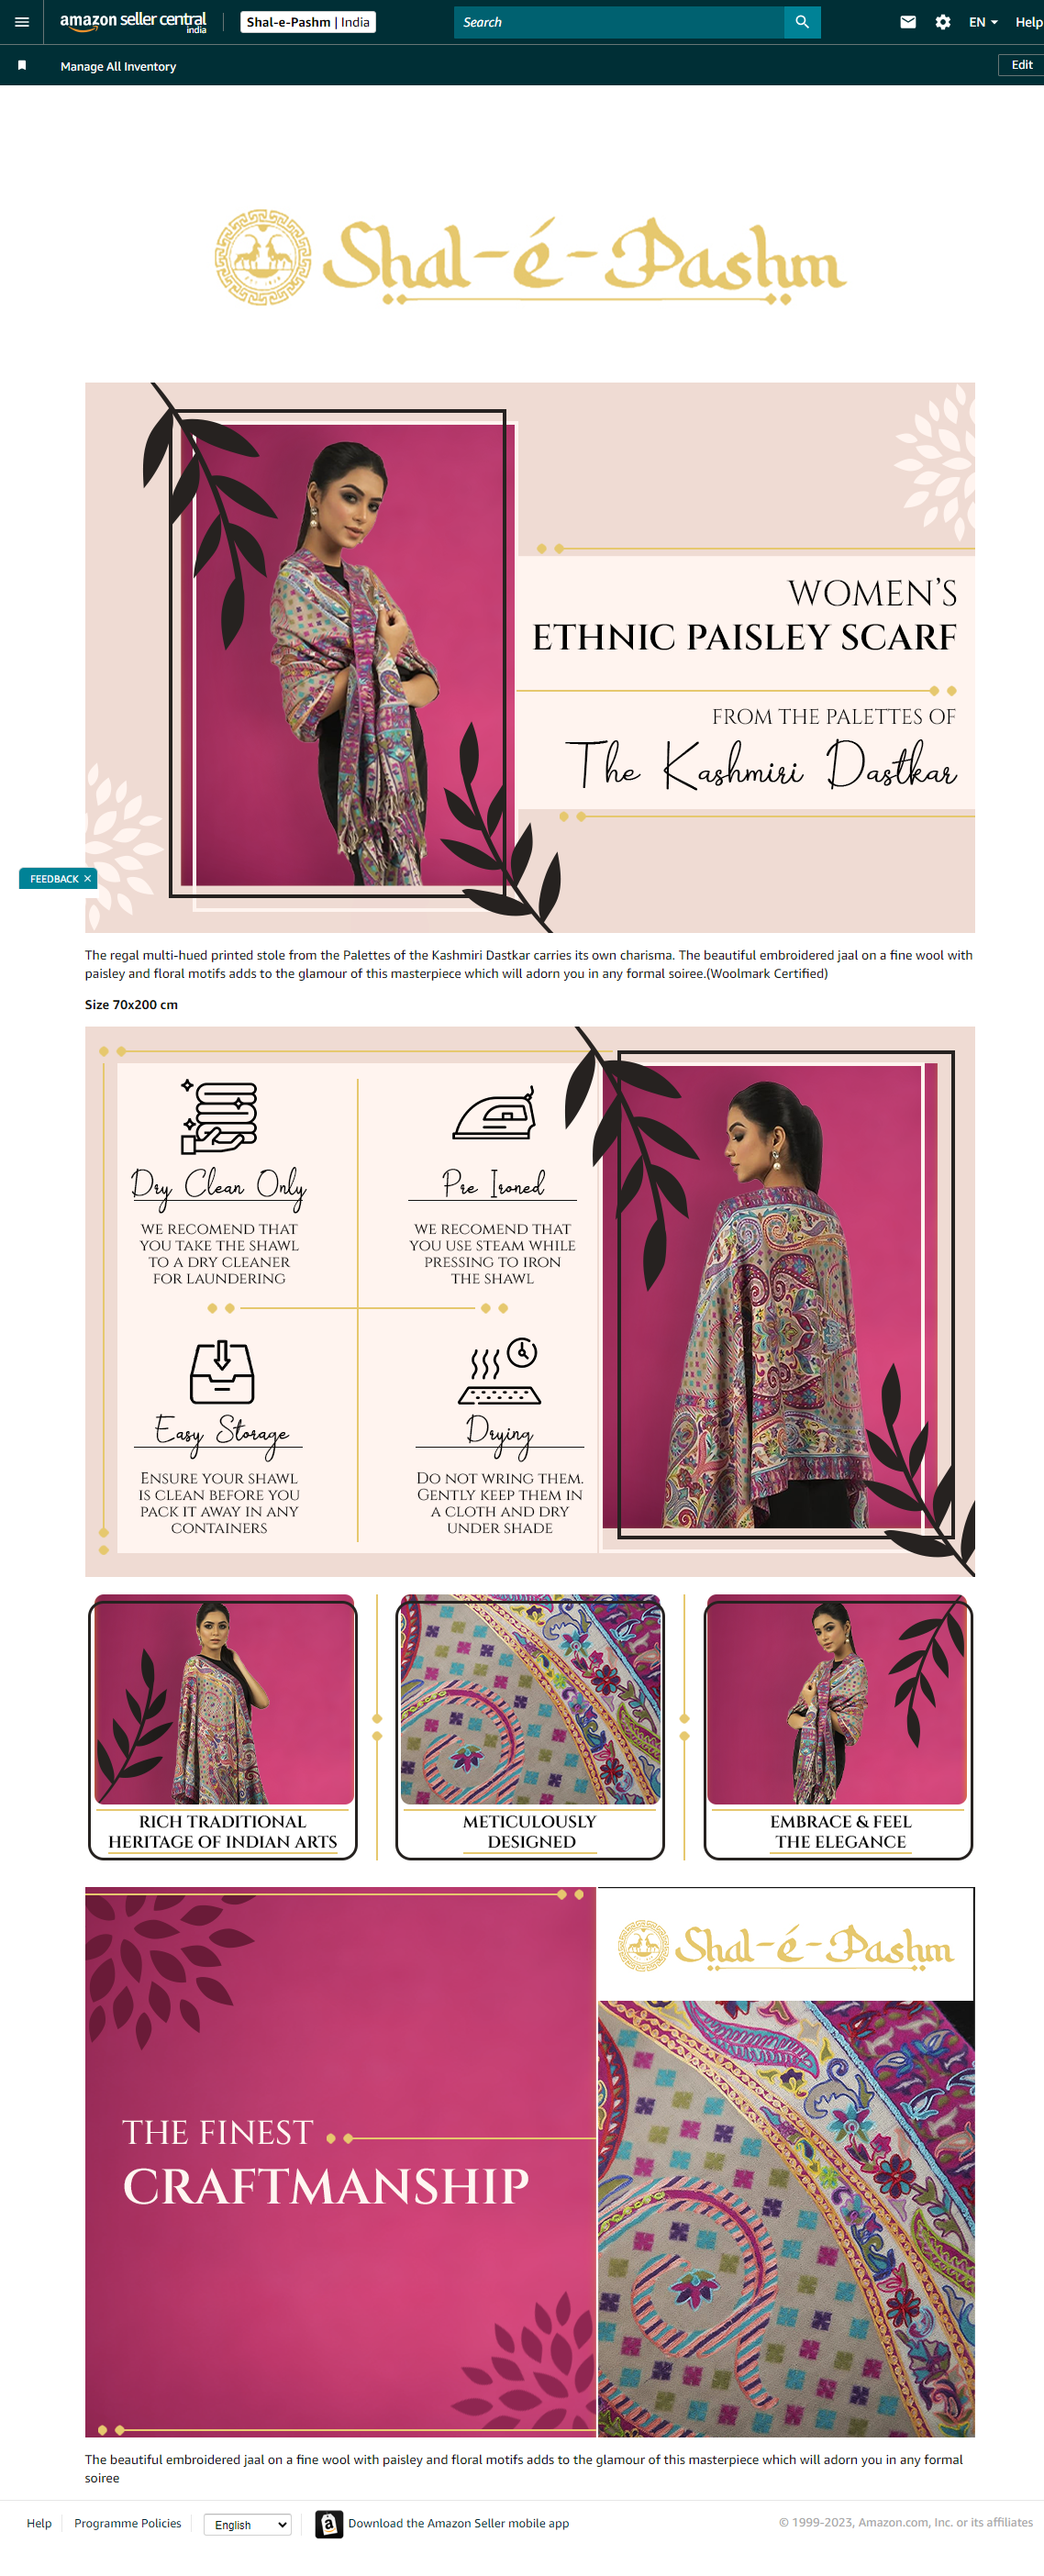 amazon seller central
india
Shal-e-Pashm | India
Search
EN
Help
Manage All Inventory
Edit
Shal-é-Pashm
WOMEN'S
ETHNIC PAISLEY SCARF
FROM THE PALETTES OF
The Kashmiri Dastkar
FEEDBACK ×
The regal multi-hued printed stole from the Palettes of the Kashmiri Dastkar carries its own charisma. The beautiful embroidered jaal on a fine wool with
paisley and floral motifs adds to the glamour of this masterpiece which will adorn you in any formal soiree.(Woolmark Certified)
Size 70x200 cm
Dry Clean Only
WE RECOMEND THAT
YOU TAKE THE SHAWL
TO A DRY CLEANER
FOR LAUNDERING
Pre Ironed
WE RECOMEND THAT
YOU USE STEAM WHILE
PRESSING TO IRON
THE SHAWL
Easy Storage
ENSURE YOUR SHAWL
IS CLEAN BEFORE YOU
PACK IT AWAY IN ANY
CONTAINERS
Drying
DO NOT WRING THEM.
GENTLY KEEP THEM IN
A CLOTH AND DRY
UNDER SHADE
RICH TRADITIONAL
HERITAGE OF INDIAN ARTS
METICULOUSLY
DESIGNED
EMBRACE & FEEL
THE ELEGANCE
Shal-é-Pashm
THE FINEST
CRAFTMANSHIP
The beautiful embroidered jaal on a fine wool with paisley and floral motifs adds to the glamour of this masterpiece which will adorn you in any formal
soiree
Help
Programme Policies
English
Download the Amazon Seller mobile app
© 1999-2023, Amazon.com, Inc. or its affiliates